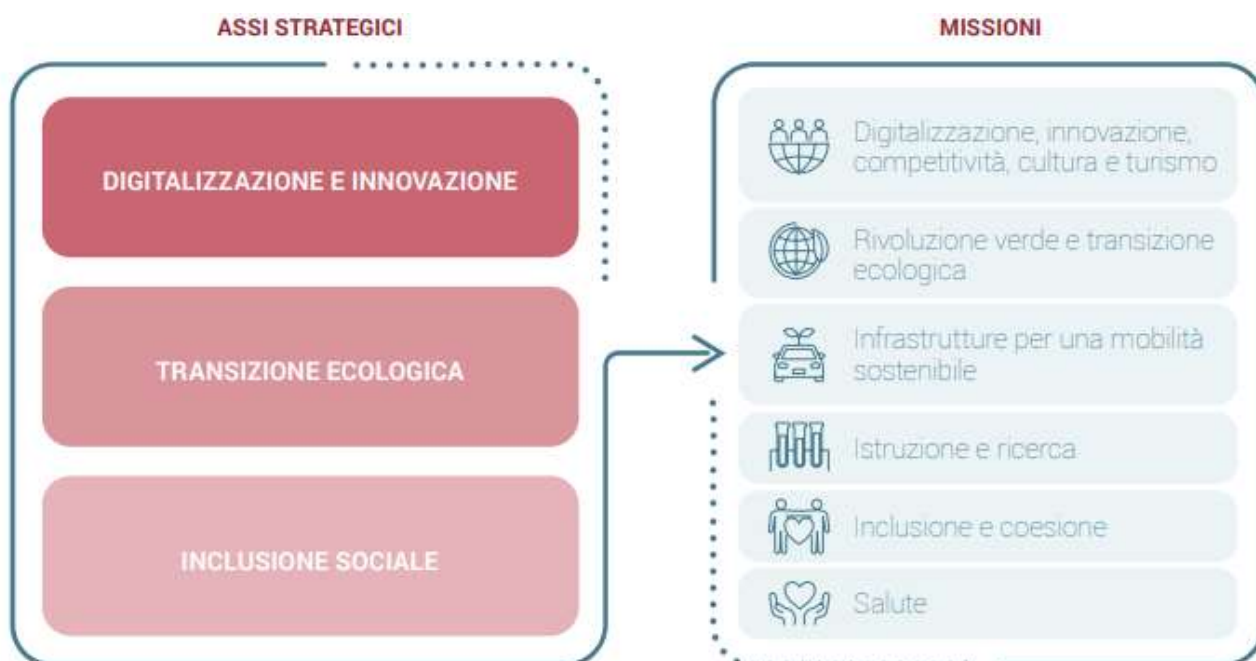 ASSI STRATEGICI
DIGITALIZZAZIONE E INNOVAZIONE
TRANSIZIONE ECOLOGICA
INCLUSIONE SOCIALE
MISSIONI
Digitalizzazione, innovazione,
competitività, cultura e turismo
Rivoluzione verde e transizione
ecologica
Infrastrutture per una mobilità
sostenibile
Istruzione e ricerca
Inclusione e coesione
Salute